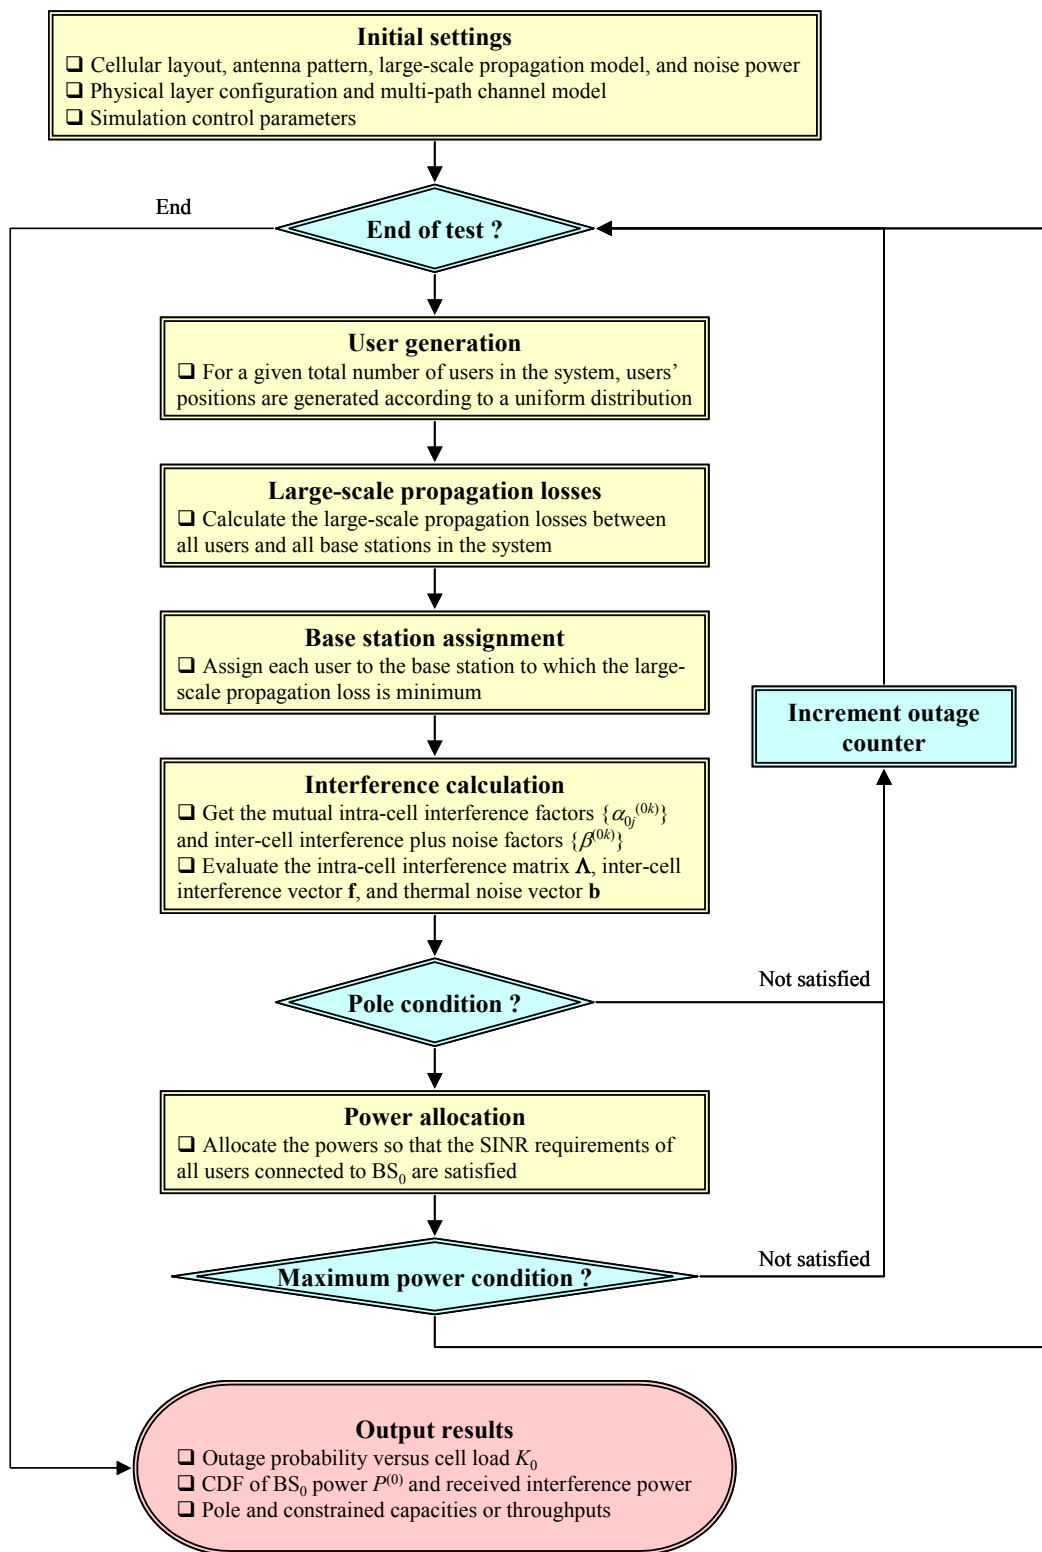 Initial settings
❑ Cellular layout, antenna pattern, large-scale propagation model, and noise power
❑ Physical layer configuration and multi-path channel model
❑ Simulation control parameters
End
End of test ?
User generation
❑ For a given total number of users in the system, users’
positions are generated according to a uniform distribution
Large-scale propagation losses
❑ Calculate the large-scale propagation losses between
all users and all base stations in the system
Base station assignment
❑ Assign each user to the base station to which the large-
scale propagation loss is minimum
Increment outage
counter
Interference calculation
❑ Get the mutual intra-cell interference factors {α₀ⱼ⁽⁰ᵏ⁾}
and inter-cell interference plus noise factors {β⁽⁰ᵏ⁾}
❑ Evaluate the intra-cell interference matrix Λ, inter-cell
interference vector f, and thermal noise vector b
Not satisfied
Pole condition ?
Power allocation
❑ Allocate the powers so that the SINR requirements of
all users connected to BS₀ are satisfied
Not satisfied
Maximum power condition ?
Output results
❑ Outage probability versus cell load K₀
❑ CDF of BS₀ power P⁽⁰⁾ and received interference power
❑ Pole and constrained capacities or throughputs